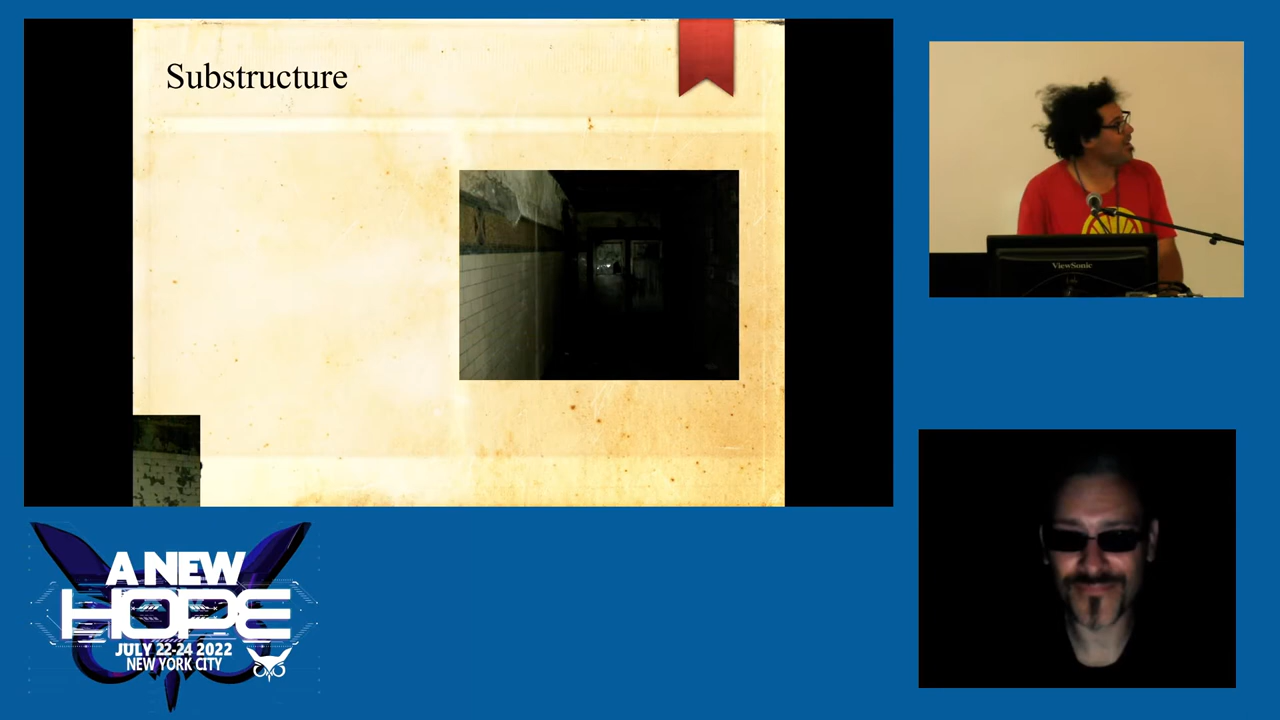 Substructure
ViewSonic
A NEW
HOPE
JULY 22-24 2022
NEW YORK CITY